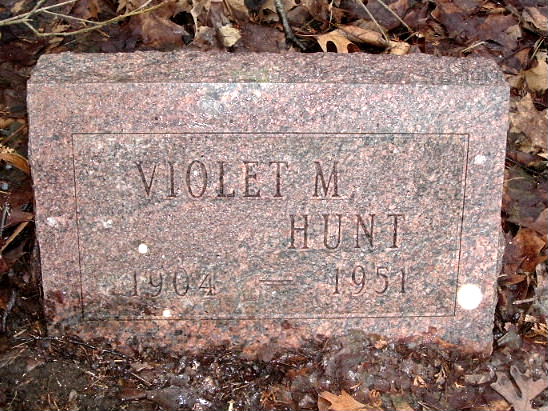 VIOLET M
HUNT
1904 — 1951